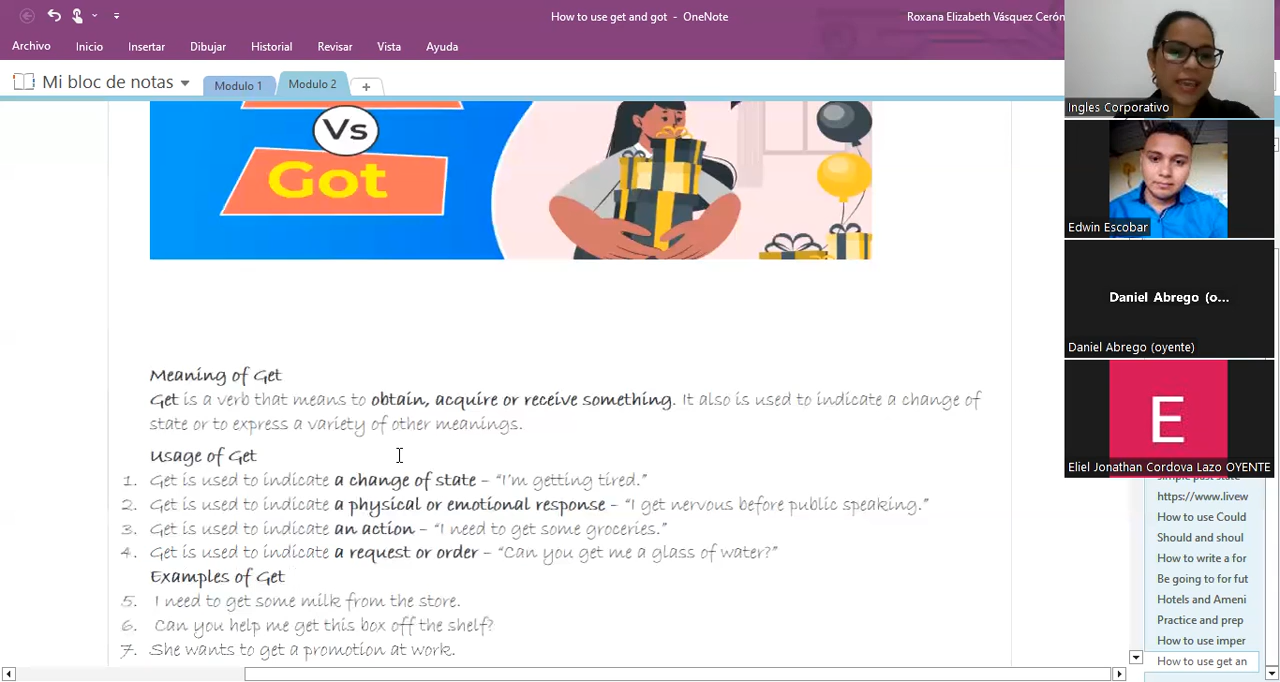 How to use get and got - OneNote
Roxana Elizabeth Vásquez Cerón
Archivo Inicio Insertar Dibujar Historial Revisar Vista Ayuda
Mi bloc de notas
Modulo 1
Modulo 2
Vs
Got
Meaning of Get
Get is a verb that means to obtain, acquire or receive something. It also is used to indicate a change of
state or to express a variety of other meanings.
Usage of Get
1. Get is used to indicate a change of state – “I’m getting tired.”
2. Get is used to indicate a physical or emotional response – “I get nervous before public speaking.”
3. Get is used to indicate an action – “I need to get some groceries.”
4. Get is used to indicate a request or order – “Can you get me a glass of water?”
Examples of Get
5. I need to get some milk from the store.
6. Can you help me get this box off the shelf?
7. She wants to get a promotion at work.
Ingles Corporativo
Edwin Escobar
Daniel Abrego (o...
Daniel Abrego (oyente)
E
Eliel Jonathan Cordova Lazo OYENTE
simple past state
https://www.livew
How to use Could
Should and shoul
How to write a for
Be going to for fut
Hotels and Ameni
Practice and prep
How to use imper
How to use get an